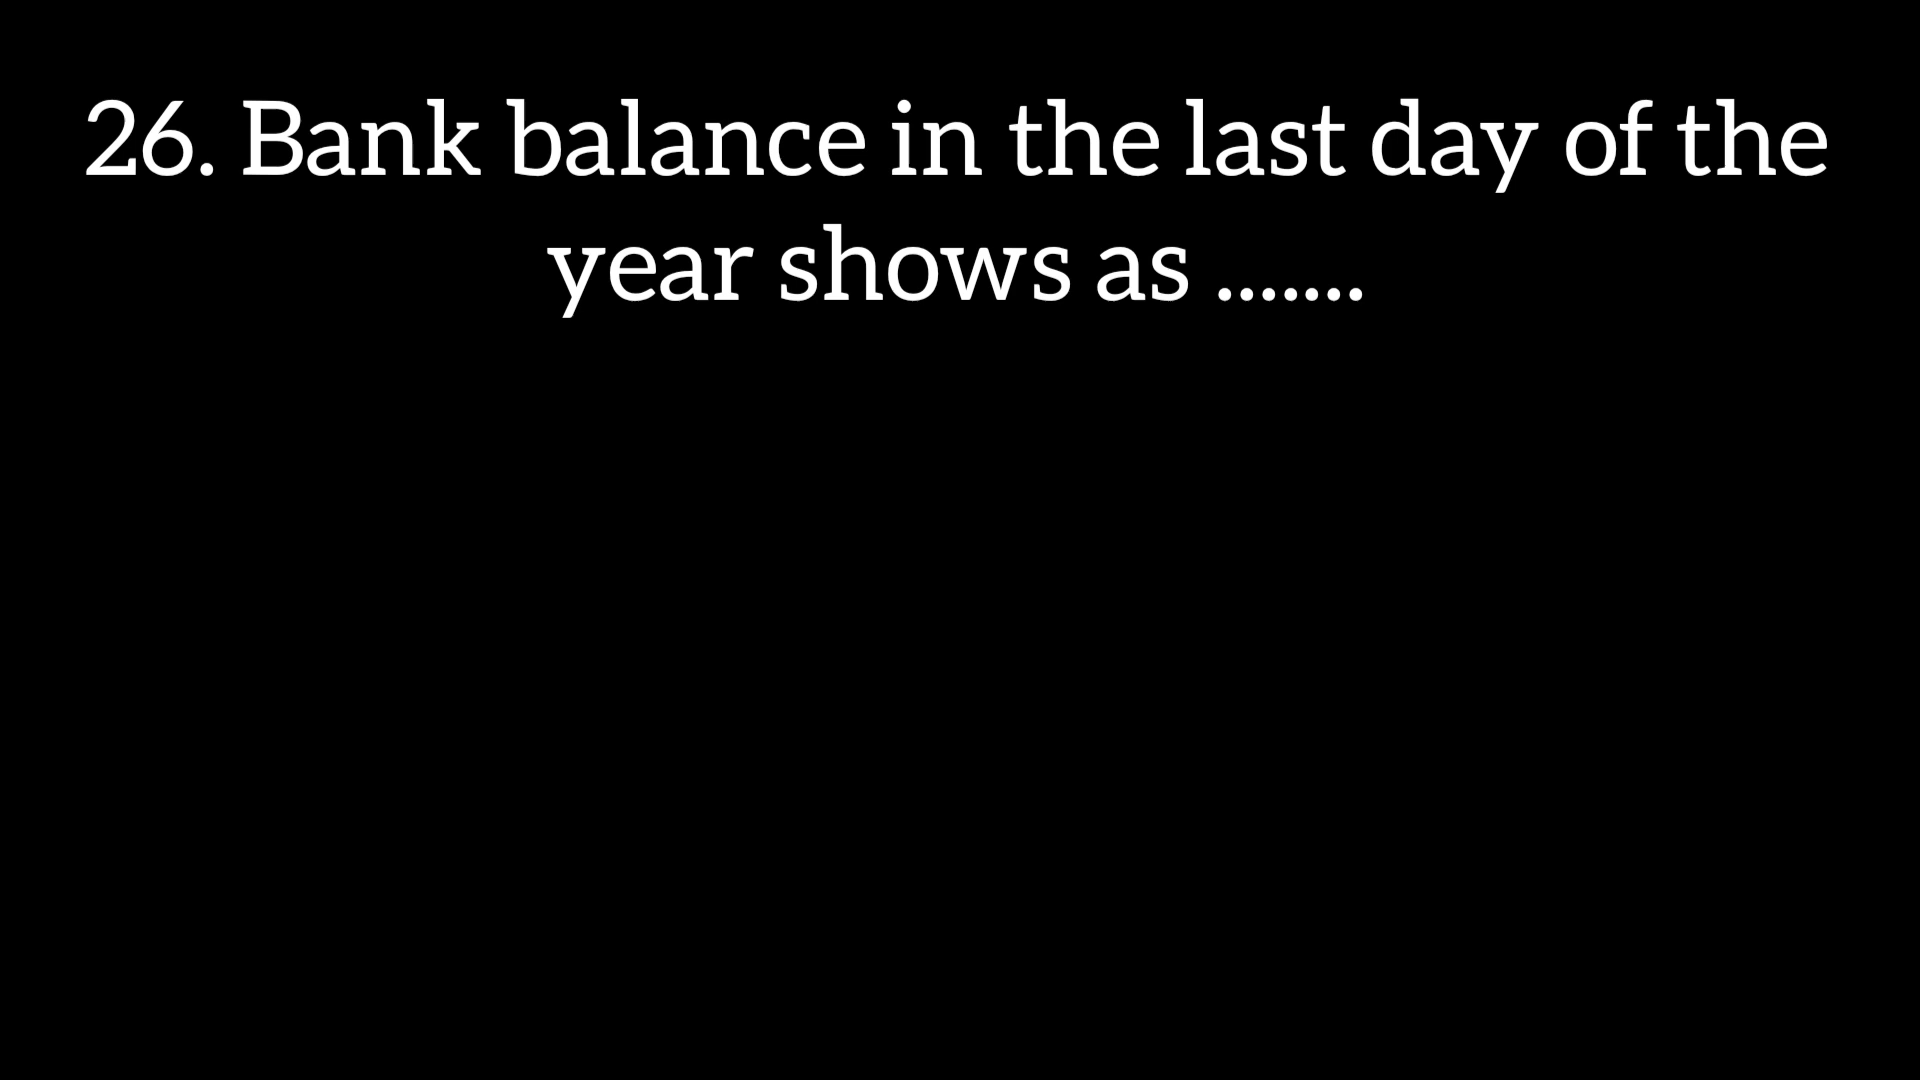 26. Bank balance in the last day of the
year shows as .......